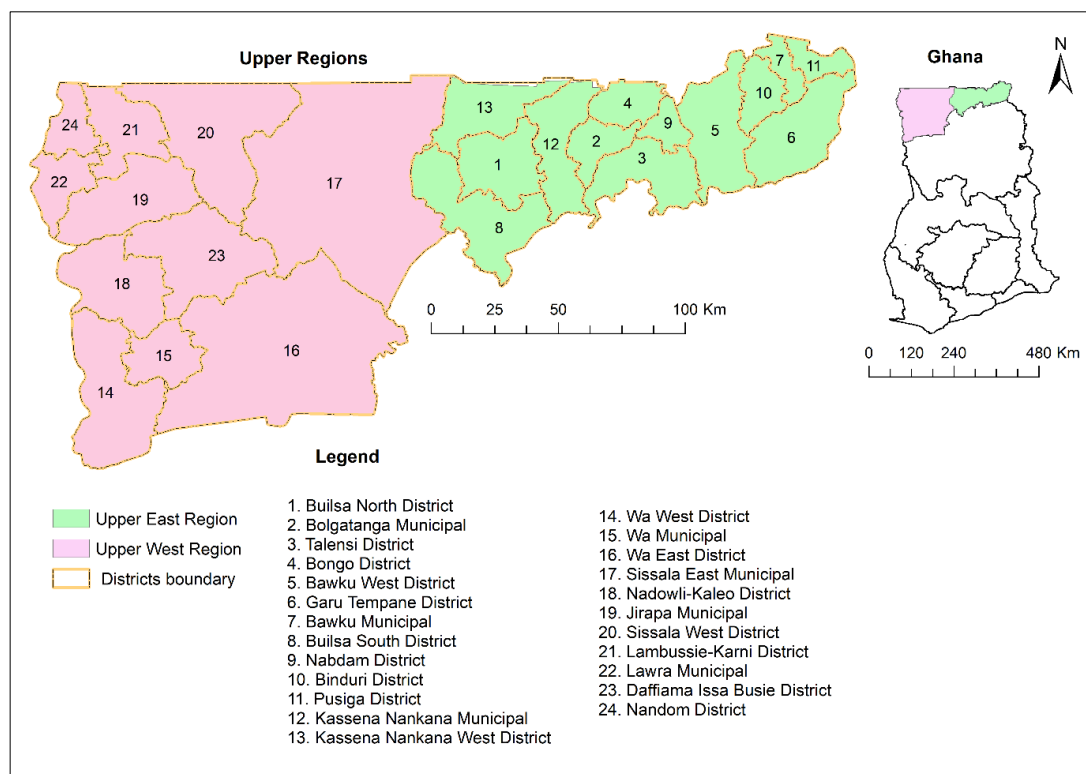 Upper Regions
Ghana
N
24
21
20
22
19
17
23
18
16
15
14
13
1
8
12
4
2
9
3
5
7
11
10
6
0 25 50 100 Km
0 120 240 480 Km
Legend
Upper East Region
Upper West Region
Districts boundary
1. Builsa North District
2. Bolgatanga Municipal
3. Talensi District
4. Bongo District
5. Bawku West District
6. Garu Tempane District
7. Bawku Municipal
8. Builsa South District
9. Nabdam District
10. Binduri District
11. Pusiga District
12. Kassena Nankana Municipal
13. Kassena Nankana West District
14. Wa West District
15. Wa Municipal
16. Wa East District
17. Sissala East Municipal
18. Nadowli-Kaleo District
19. Jirapa Municipal
20. Sissala West District
21. Lambussie-Karni District
22. Lawra Municipal
23. Daffiama Issa Busie District
24. Nandom District